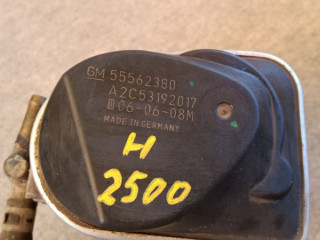 GM 55562380
A2C53192017
06-06-08M
MADE IN GERMANY
H
2500